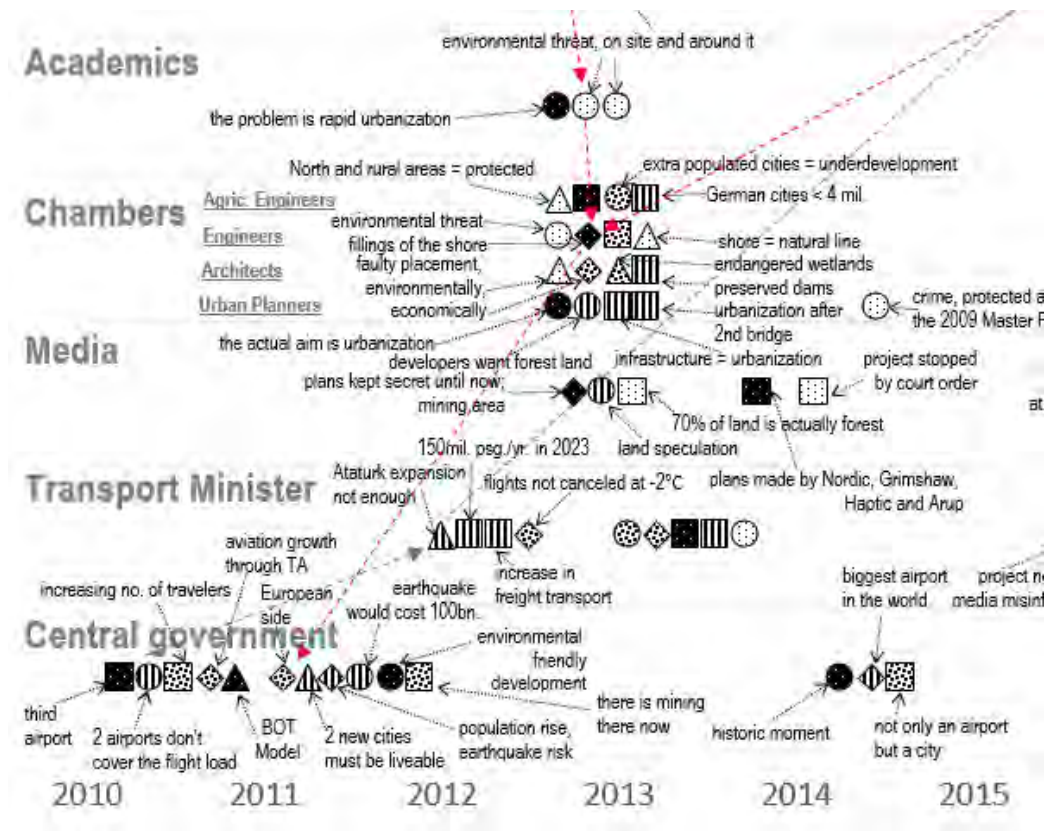 environmental threat, on site and around it
Academics
the problem is rapid urbanization
North and rural areas = protected
extra populated cities = underdevelopment
Chambers
Agric. Engineers
German cities < 4 mil.
environmental threat
Engineers
fillings of the shore
shore = natural line
faulty placement,
environmentally,
economically
Architects
endangered wetlands
preserved dams
Urban Planners
urbanization after
2nd bridge
crime, protected a
the 2009 Master P
the actual aim is urbanization
developers want forest land
infrastructure = urbanization
Media
plans kept secret until now;
mining area
project stopped
by court order
70% of land is actually forest
at
land speculation
150mil. psg./yr. in 2023
Transport Minister
Ataturk expansion
not enough
flights not canceled at -2°C
plans made by Nordic, Grimshaw,
Haptic and Arup
aviation growth
through TA
increasing no. of travelers
European
side
earthquake
would cost 100bn.
increase in
freight transport
biggest airport
in the world
project n
media misinf
Central government
environmental
friendly
development
third
airport
2 airports don't
cover the flight load
BOT
Model
2 new cities
must be liveable
population rise,
earthquake risk
there is mining
there now
historic moment
not only an airport
but a city
2010 2011 2012 2013 2014 2015